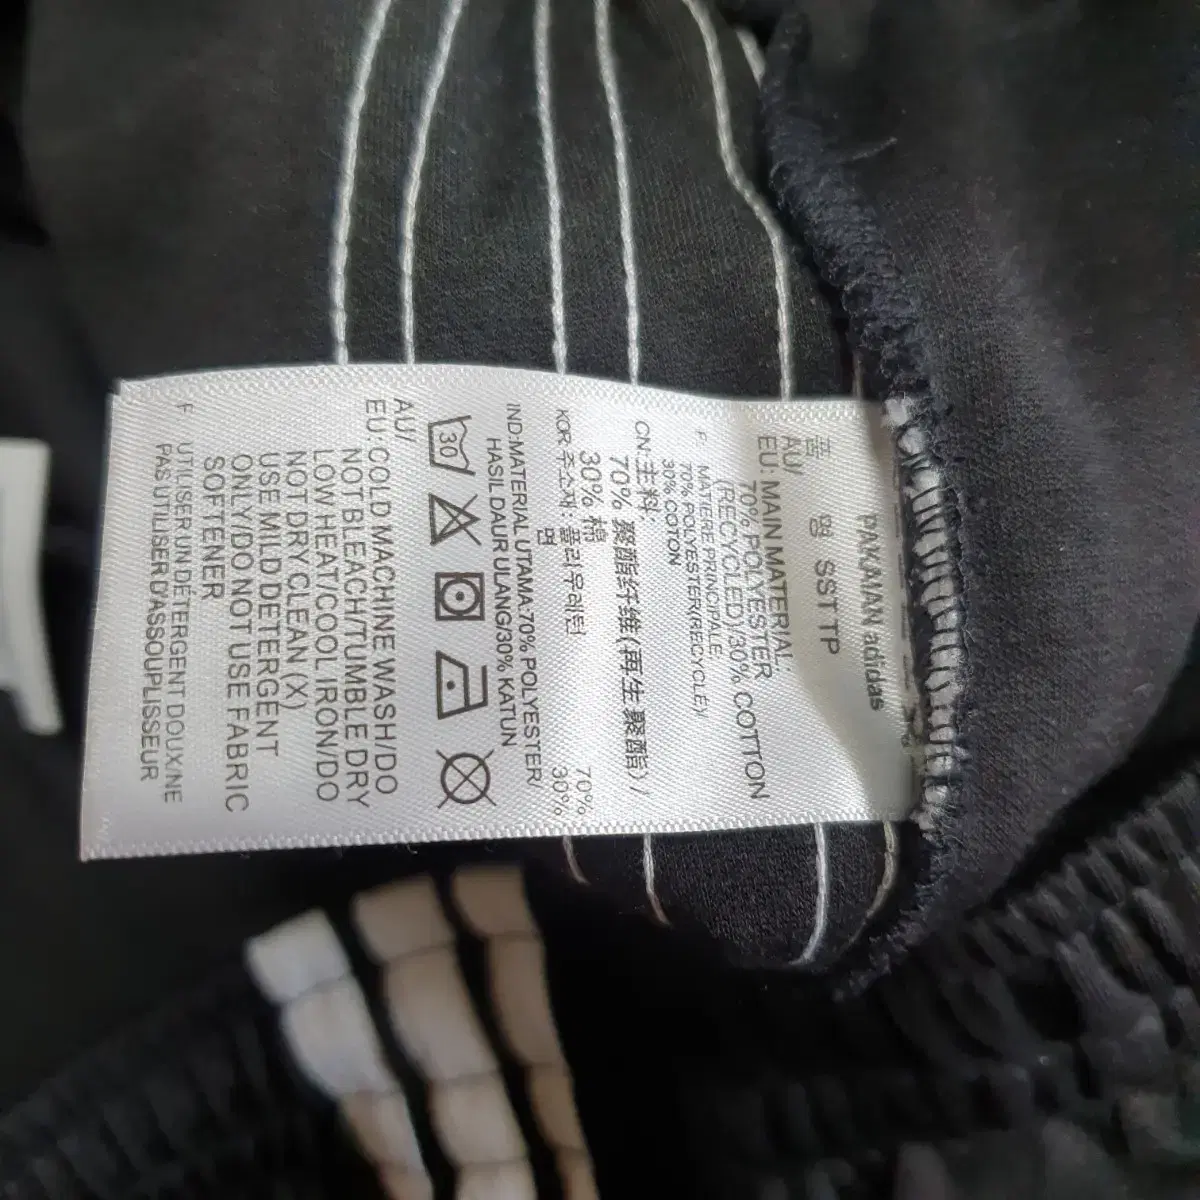 PAKAIAN adidas
품 명 SST TP
AU/
EU: MAIN MATERIAL
70% POLYESTER
(RECYCLED)/30% COTTON
F: MATIERE PRINCIPALE
70% POLYESTER(RECYCLE)/
30% COTON
CN:主料:
70% 聚酯纤维(再生 聚酯) /
30% 棉
KOR:주소재: 폴리우레탄 70%
면 30%
IND:MATERIAL UTAMA:70% POLYESTER/
HASIL DAUR ULANG/30% KATUN
30
AU/
EU:COLD MACHINE WASH/DO
NOT BLEACH/TUMBLE DRY
LOW HEAT/COOL IRON/DO
NOT DRY CLEAN (X)
USE MILD DETERGENT
ONLY/DO NOT USE FABRIC
SOFTENER
F UTILISER UN DÉTERGENT DOUX/NE
PAS UTILISER D'ASSOUPLISSEUR